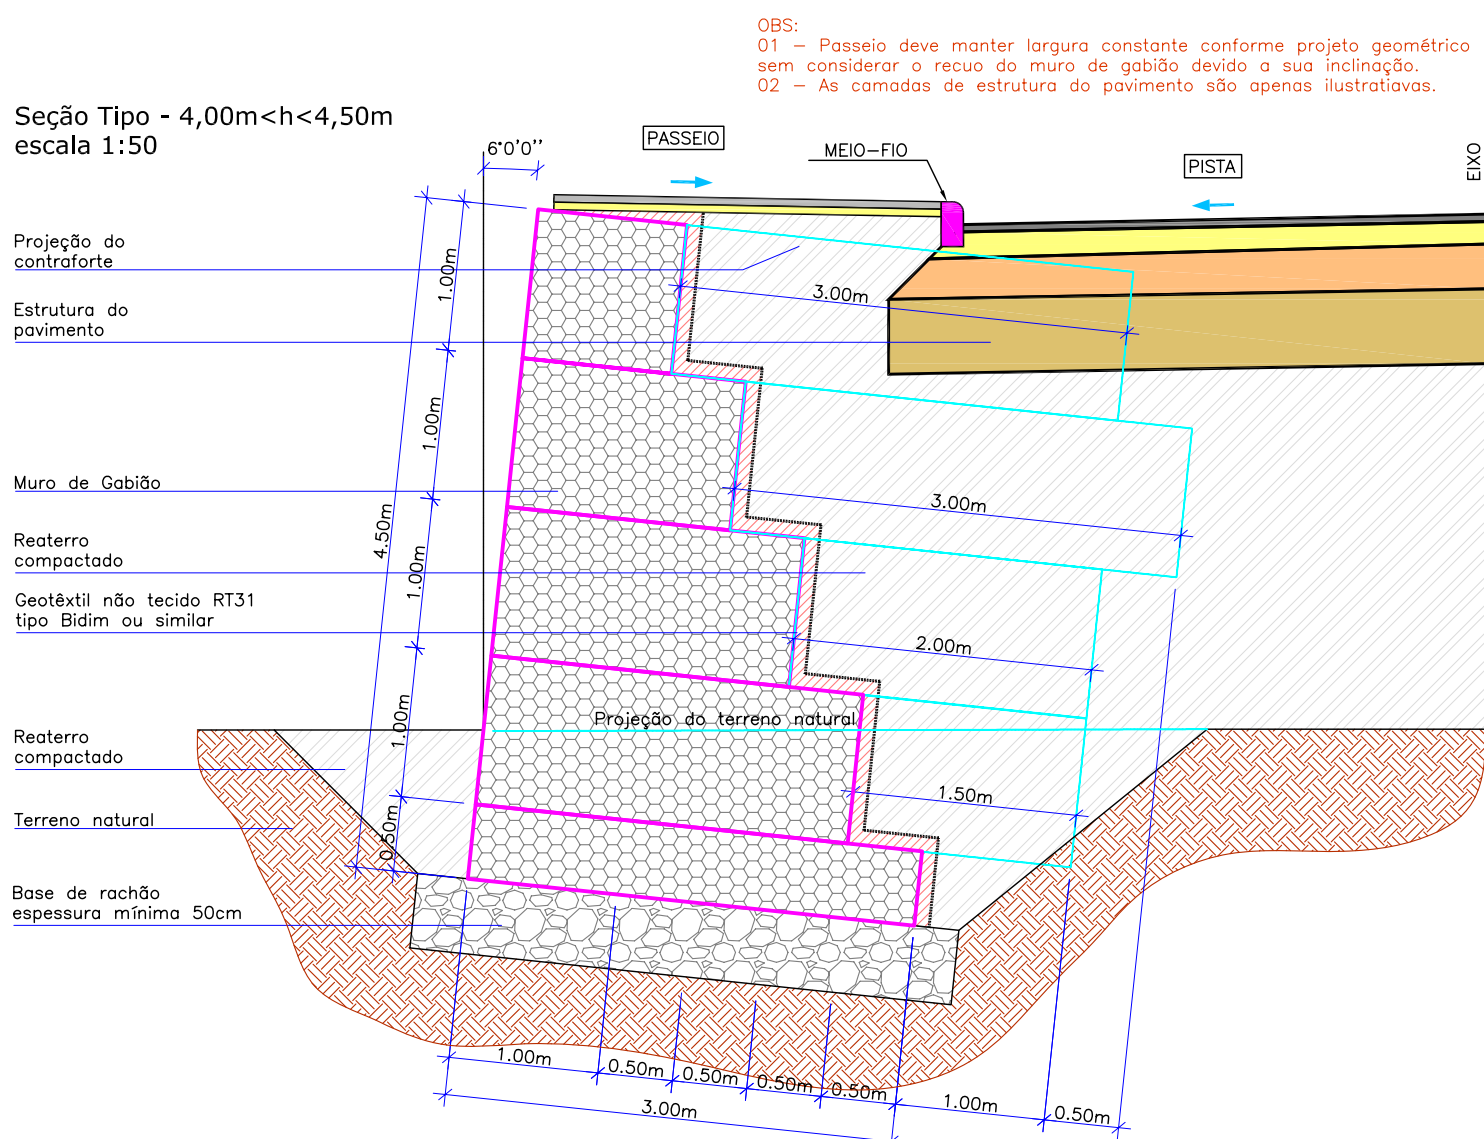 OBS:
01 – Passeio deve manter largura constante conforme projeto geométrico
sem considerar o recuo do muro de gabião devido a sua inclinação.
02 – As camadas de estrutura do pavimento são apenas ilustratiavas.
Seção Tipo - 4,00m<h<4,50m
escala 1:50
6°0'0''
PASSEIO
MEIO–FIO
PISTA
EIXO
Projeção do
contraforte
1.00m
3.00m
Estrutura do
pavimento
1.00m
Muro de Gabião
3.00m
4.50m
1.00m
Reaterro
compactado
Geotêxtil não tecido RT31
tipo Bidim ou similar
2.00m
1.00m
Projeção do terreno natural
Reaterro
compactado
1.50m
Terreno natural
0.50m
Base de rachão
espessura mínima 50cm
1.00m
0.50m
0.50m
0.50m
0.50m
1.00m
0.50m
3.00m